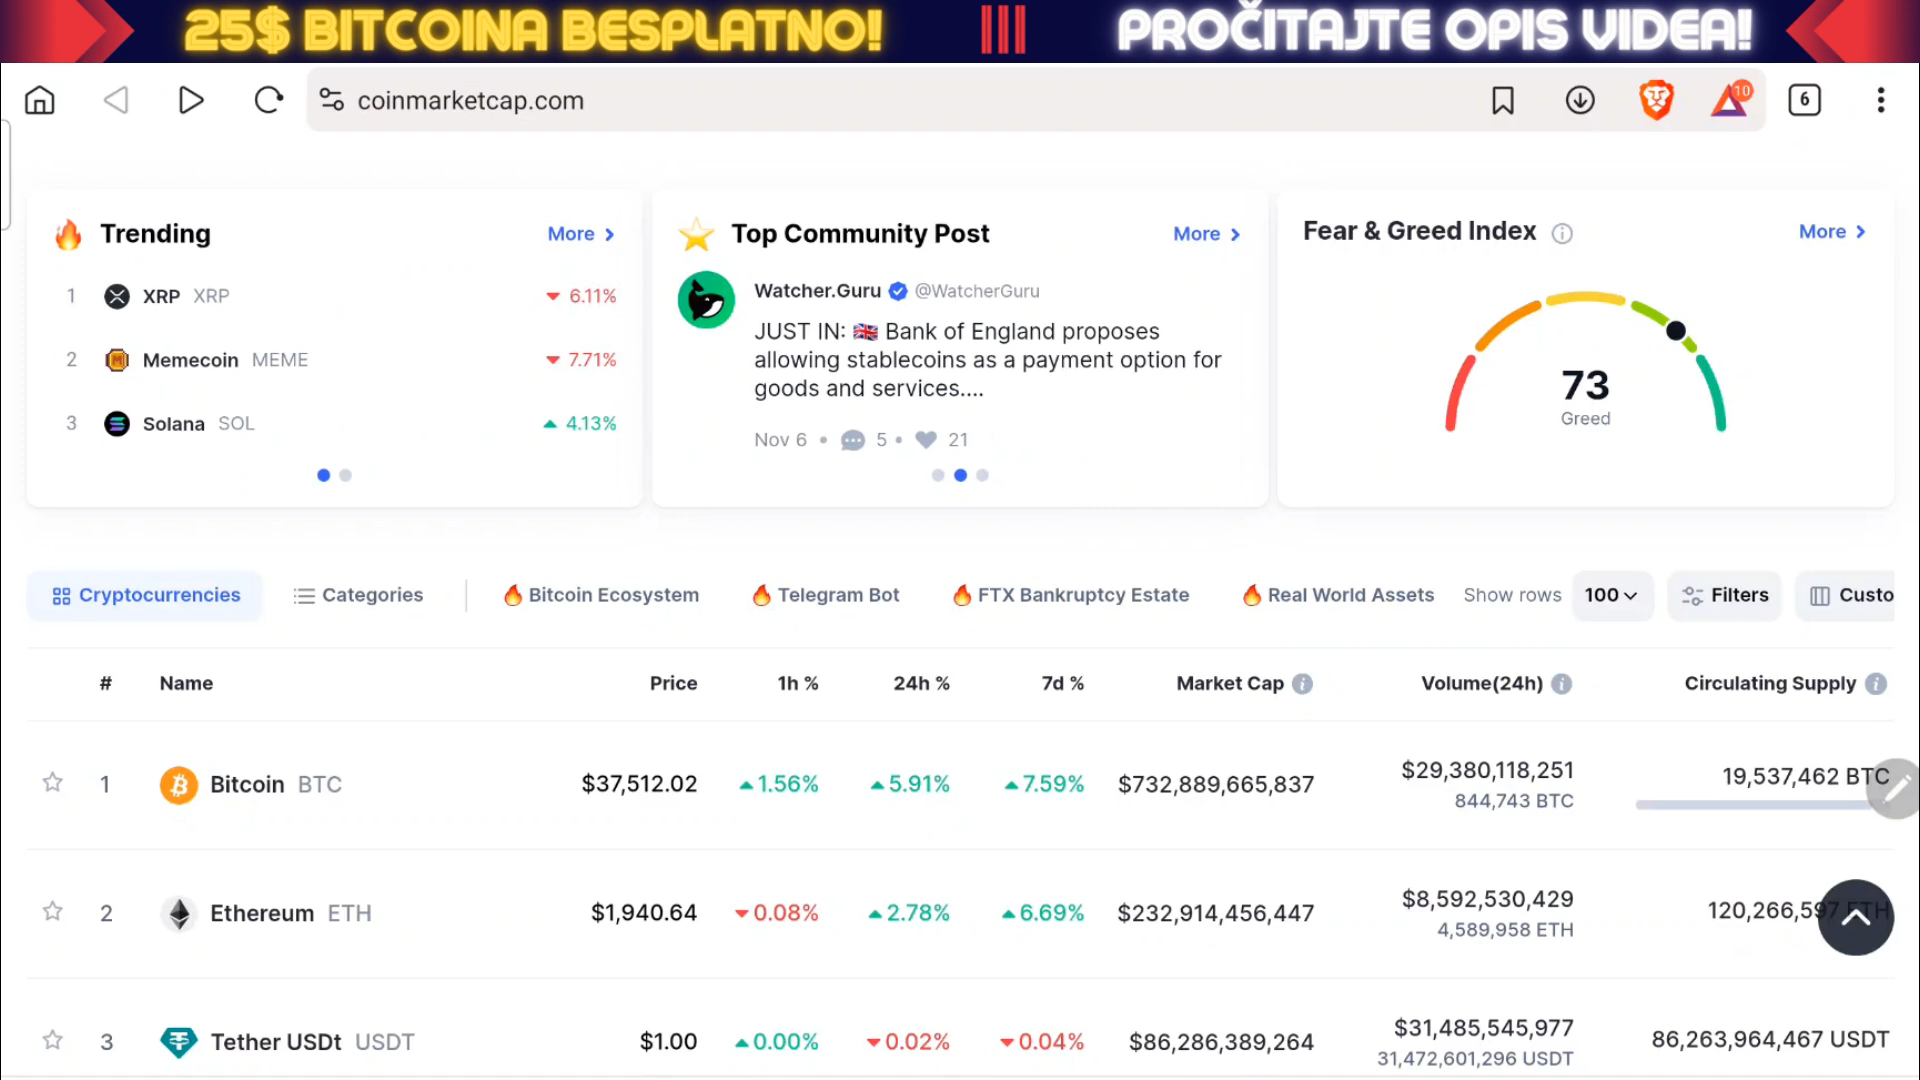 25$ BITCOINA BESPLATNO!
PROČITAJTE OPIS VIDEA!
coinmarketcap.com
10
6
Trending
More
1 XRP XRP 6.11%
2 Memecoin MEME 7.71%
3 Solana SOL 4.13%
Top Community Post
More
Watcher.Guru @WatcherGuru
JUST IN: 🇬🇧 Bank of England proposes
allowing stablecoins as a payment option for
goods and services....
Nov 6 • 5 • 21
Fear & Greed Index
More
73
Greed
Cryptocurrencies Categories Bitcoin Ecosystem Telegram Bot FTX Bankruptcy Estate Real World Assets Show rows 100 Filters Custo
# Name Price 1h % 24h % 7d % Market Cap Volume(24h) Circulating Supply
1 Bitcoin BTC $37,512.02 1.56% 5.91% 7.59% $732,889,665,837 $29,380,118,251 19,537,462 BTC
844,743 BTC
2 Ethereum ETH $1,940.64 0.08% 2.78% 6.69% $232,914,456,447 $8,592,530,429 120,266,597 ETH
4,589,958 ETH
3 Tether USDt USDT $1.00 0.00% 0.02% 0.04% $86,286,389,264 $31,485,545,977 86,263,964,467 USDT
31,472,601,296 USDT